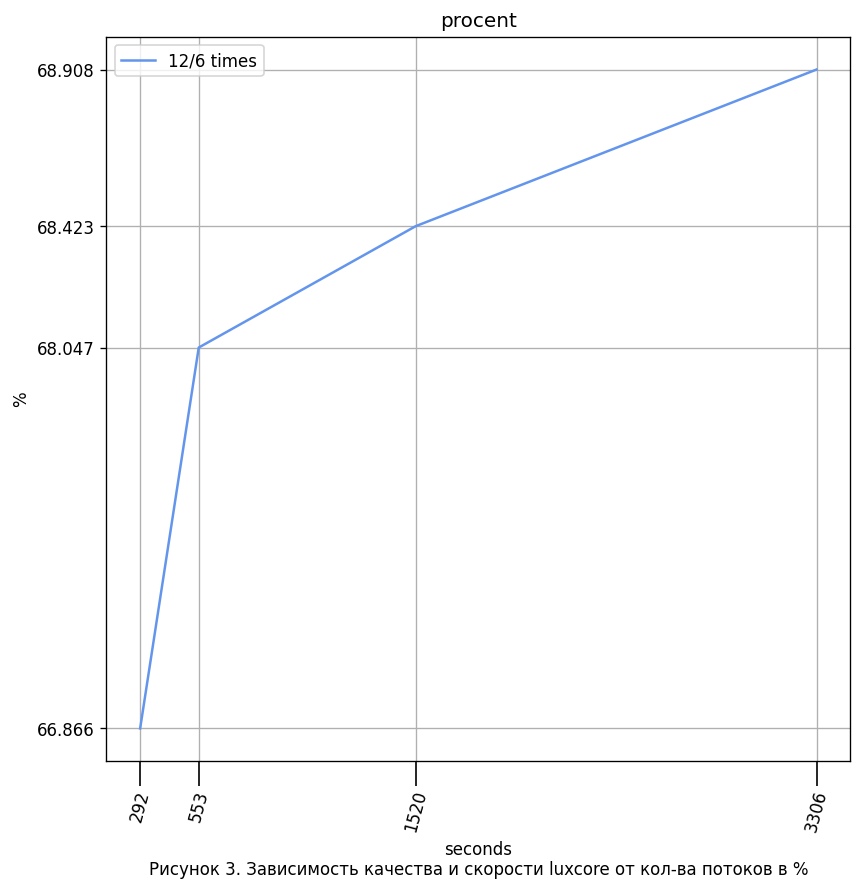 procent
12/6 times
68.908
68.423
68.047
%
66.866
292
553
1520
3306
seconds
Рисунок 3. Зависимость качества и скорости luxcore от кол-ва потоков в %